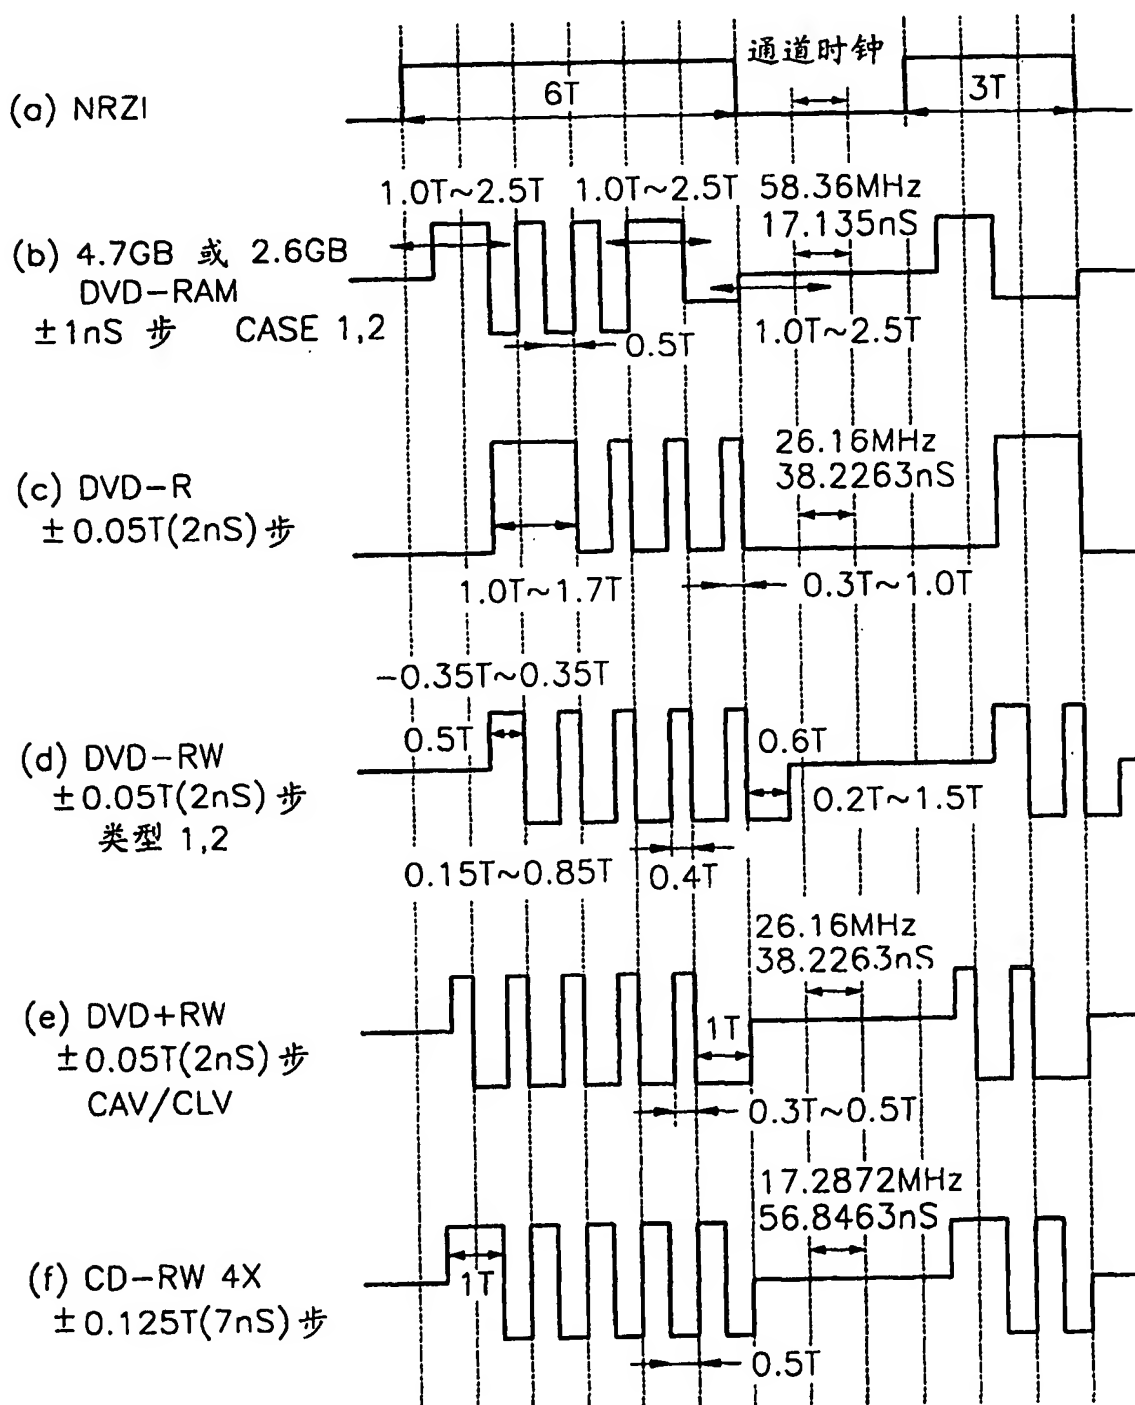 通道时钟
(a) NRZI
6T
3T
1.0T~2.5T
1.0T~2.5T
58.36MHz
17.135nS
(b) 4.7GB 或 2.6GB
DVD-RAM
±1nS 步 CASE 1,2
0.5T
1.0T~2.5T
26.16MHz
38.2263nS
(c) DVD-R
±0.05T(2nS)步
1.0T~1.7T
0.3T~1.0T
-0.35T~0.35T
0.5T
0.6T
(d) DVD-RW
±0.05T(2nS)步
类型 1,2
0.2T~1.5T
0.15T~0.85T
0.4T
26.16MHz
38.2263nS
(e) DVD+RW
±0.05T(2nS)步
CAV/CLV
1T
0.3T~0.5T
17.2872MHz
56.8463nS
(f) CD-RW 4X
±0.125T(7nS)步
1T
0.5T